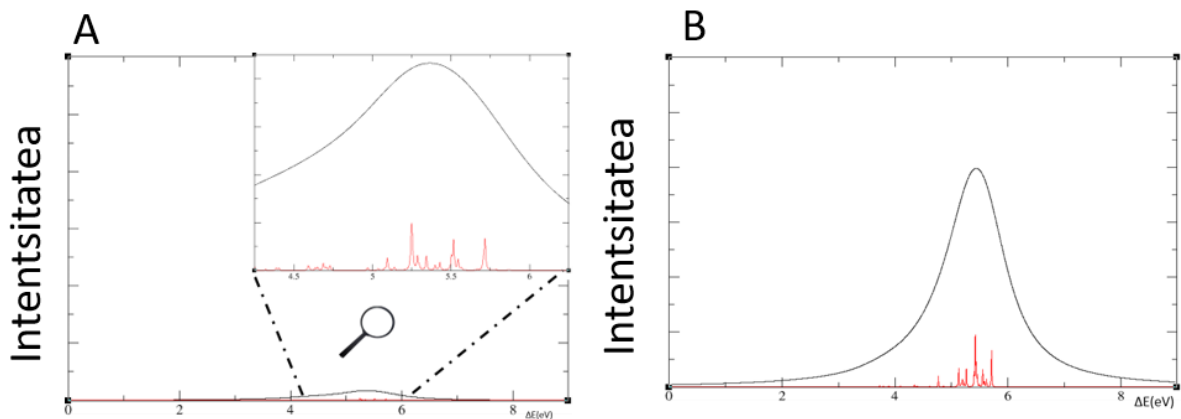 A
Intentsitatea
4.5 5 5.5 6
0 2 4 6 8
ΔE(eV)
B
Intentsitatea
0 2 4 6 8
ΔE(eV)